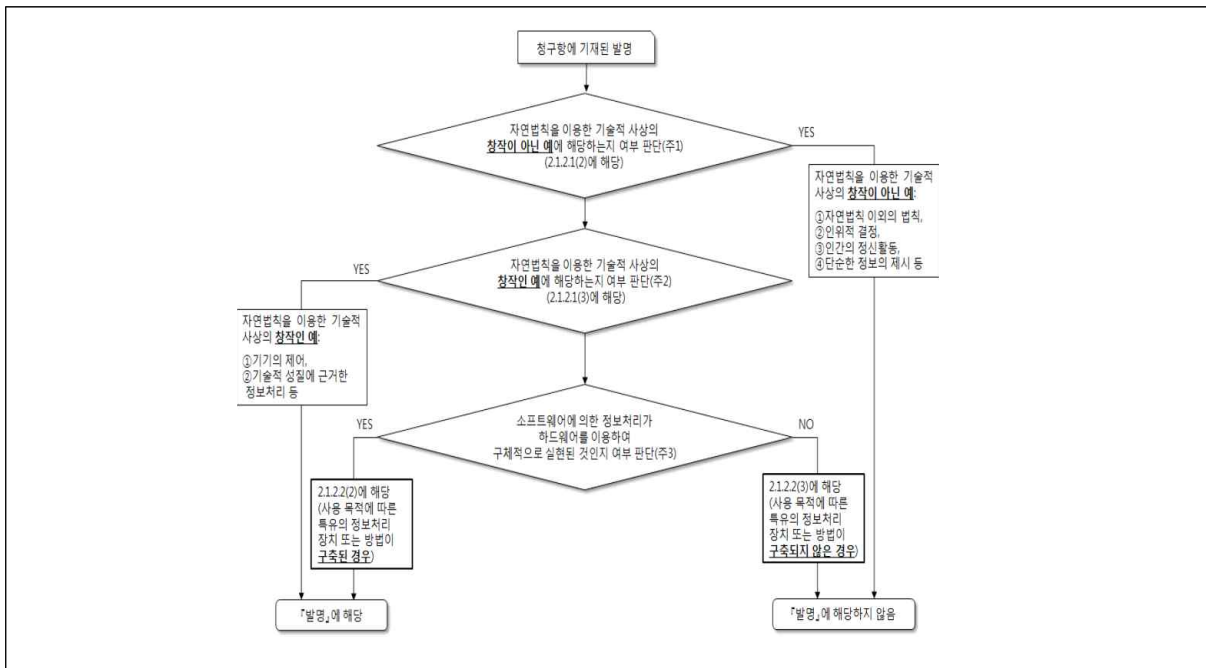 청구항에 기재된 발명
자연법칙을 이용한 기술적 사상의
창작이 아닌 예에 해당하는지 여부 판단(주1)
(2.1.2.1(2)에 해당)
YES
자연법칙을 이용한 기술적
사상의 창작이 아닌 예:
①자연법칙 이외의 법칙,
②인위적 결정,
③인간의 정신활동,
④단순한 정보의 제시 등
자연법칙을 이용한 기술적 사상의
창작인 예에 해당하는지 여부 판단(주2)
(2.1.2.1(3)에 해당)
YES
자연법칙을 이용한 기술적
사상의 창작인 예:
①기기의 제어,
②기술적 성질에 근거한
정보처리 등
소프트웨어에 의한 정보처리가
하드웨어를 이용하여
구체적으로 실현된 것인지 여부 판단(주3)
YES
NO
2.1.2.2(2)에 해당
(사용 목적에 따른
특유의 정보처리
장치 또는 방법이
구축된 경우)
2.1.2.2(3)에 해당
(사용 목적에 따른
특유의 정보처리
장치 또는 방법이
구축되지 않은 경우)
『발명』에 해당
『발명』에 해당하지 않음